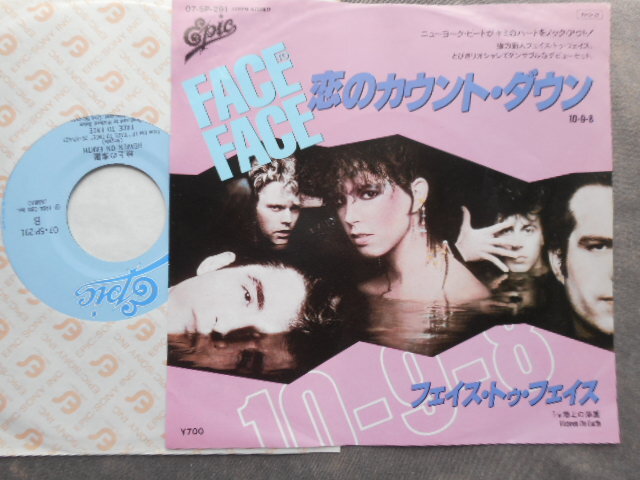 07·5P-291
Epic
ニューヨーク・ビートがキミのハートをノック・アウト!
強力新人フェイス・トゥ・フェイス、
とびきりオシャレでダンサブルなデビュー・ヒット。
FACE
TO
FACE
恋のカウント・ダウン
10-9-8
10-9-8
フェイス・トゥ・フェイス
¥700
地上の楽園
Heaven On Earth
地上の楽園
HEAVEN ON EARTH
FACE TO FACE
07·5P-291
B
Epic